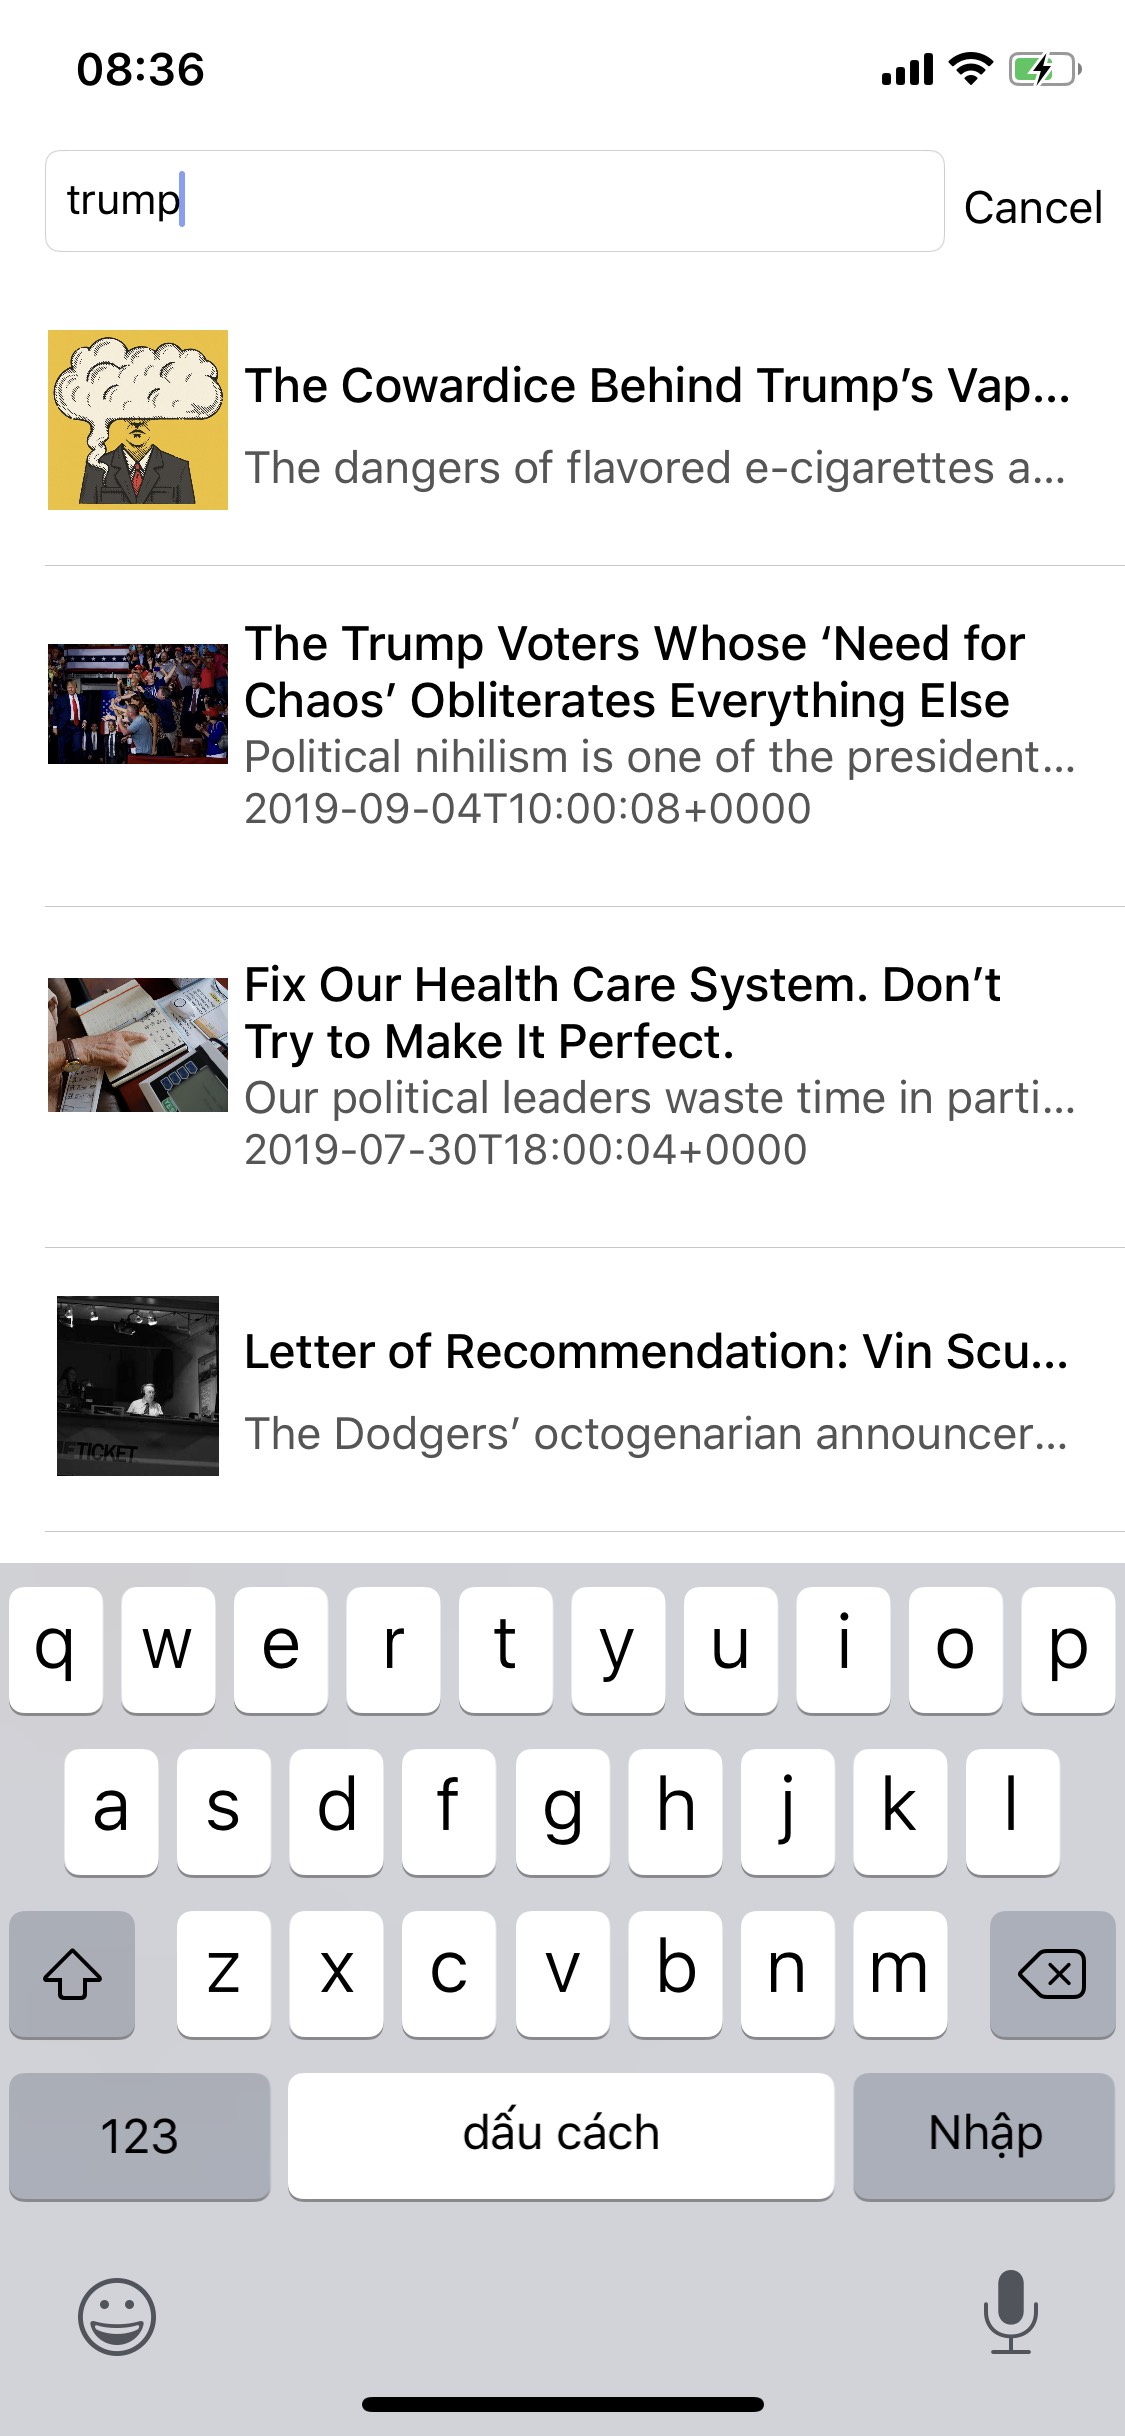 08:36
trump
Cancel
The Cowardice Behind Trump’s Vap...
The dangers of flavored e-cigarettes a...
The Trump Voters Whose ‘Need for
Chaos’ Obliterates Everything Else
Political nihilism is one of the president...
2019-09-04T10:00:08+0000
Fix Our Health Care System. Don’t
Try to Make It Perfect.
Our political leaders waste time in parti...
2019-07-30T18:00:04+0000
Letter of Recommendation: Vin Scu...
The Dodgers’ octogenarian announcer...
TICKET
q w e r t y u i o p
a s d f g h j k l
z x c v b n m
123 dấu cách Nhập